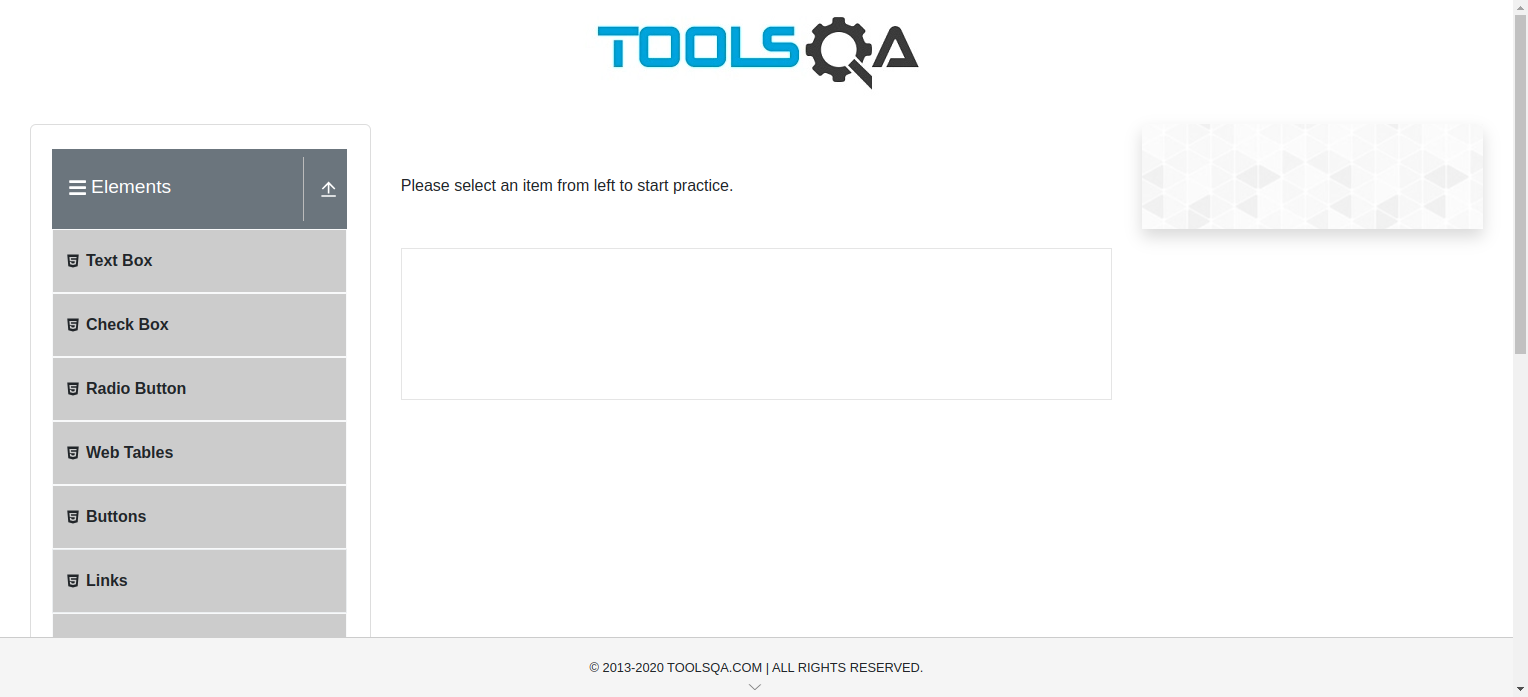 TOOLSQA
Elements
Please select an item from left to start practice.
Text Box
Check Box
Radio Button
Web Tables
Buttons
Links
© 2013-2020 TOOLSQA.COM | ALL RIGHTS RESERVED.